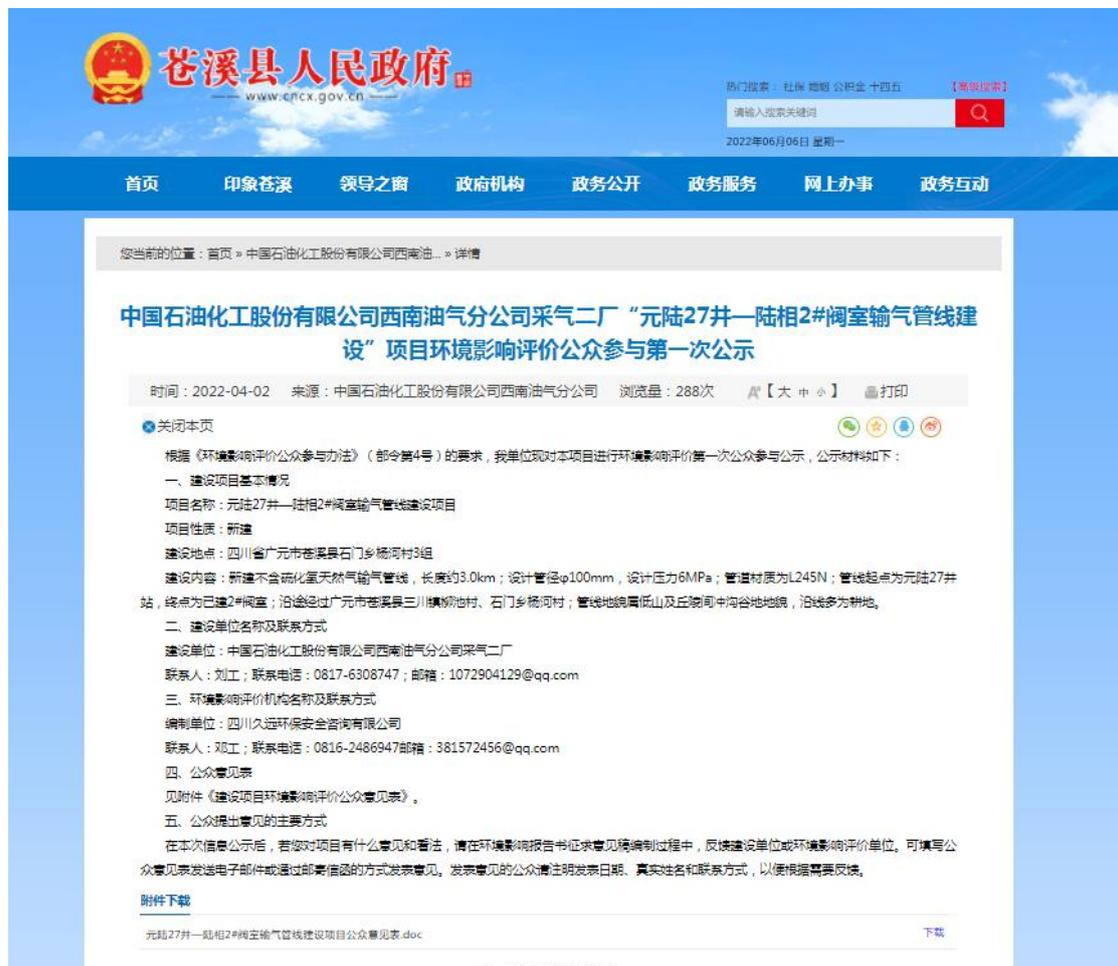 苍溪县人民政府
www.cncx.gov.cn
热门搜索： 社保 婚姻 公积金 十四五 【高级搜索】
请输入搜索关键词
2022年06月06日 星期一
首页 印象苍溪 领导之窗 政府机构 政务公开 政务服务 网上办事 政务互动
您当前的位置：首页 » 中国石油化工股份有限公司西南油... » 详情
中国石油化工股份有限公司西南油气分公司采气二厂“元陆27井—陆相2#阀室输气管线建
设”项目环境影响评价公众参与第一次公示
时间：2022-04-02 来源：中国石油化工股份有限公司西南油气分公司 浏览量：288次 【大 中 小】 打印
关闭本页
根据《环境影响评价公众参与办法》（部令第4号）的要求，我单位现对本项目进行环境影响评价第一次公众参与公示，公示材料如下：
一、建设项目基本情况
项目名称：元陆27井—陆相2#阀室输气管线建设项目
项目性质：新建
建设地点：四川省广元市苍溪县石门乡杨河村3组
建设内容：新建不含硫化氢天然气输气管线，长度约3.0km；设计管径φ100mm，设计压力6MPa；管道材质为L245N；管线起点为元陆27井
站，终点为已建2#阀室；沿途经过广元市苍溪县三川镇柳池村、石门乡杨河村；管线地貌属低山及丘陵间冲沟谷地地貌，沿线多为耕地。
二、建设单位名称及联系方式
建设单位：中国石油化工股份有限公司西南油气分公司采气二厂
联系人：刘工；联系电话：0817-6308747；邮箱：1072904129@qq.com
三、环境影响评价机构名称及联系方式
编制单位：四川久远环保安全咨询有限公司
联系人：邓工；联系电话：0816-2486947邮箱：381572456@qq.com
四、公众意见表
见附件《建设项目环境影响评价公众意见表》。
五、公众提出意见的主要方式
在本次信息公示后，若您对项目有什么意见和看法，请在环境影响报告书征求意见稿编制过程中，反馈建设单位或环境影响评价单位。可填写公
众意见表发送电子邮件或通过邮寄信函的方式发表意见。发表意见的公众请注明发表日期、真实姓名和联系方式，以便根据需要反馈。
附件下载
元陆27井—陆相2#阀室输气管线建设项目公众意见表.doc 下载